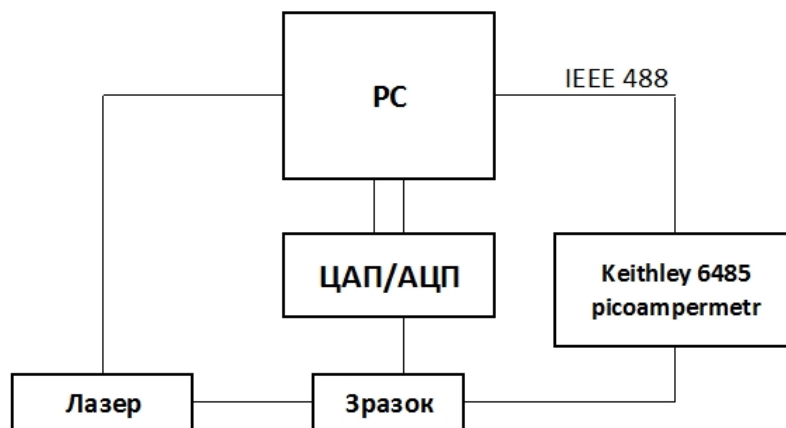 PC
IEEE 488
ЦАП/АЦП
Keithley 6485
picoampermetr
Лазер
Зразок